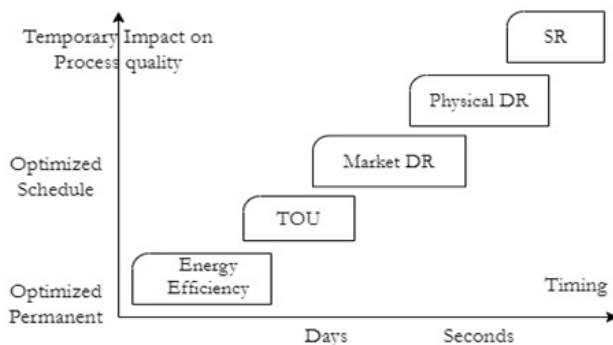 Temporary Impact on
Process quality
SR
Physical DR
Optimized
Schedule
Market DR
TOU
Energy
Efficiency
Optimized
Permanent
Timing
Days
Seconds